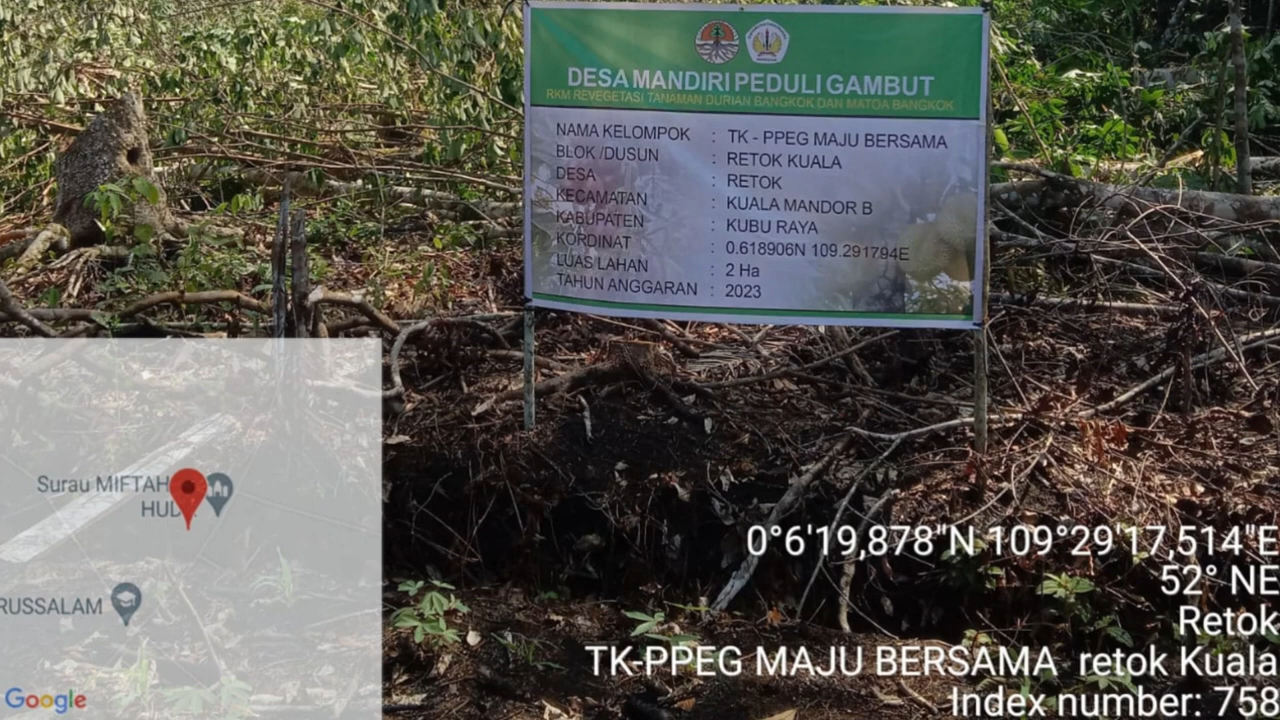 DESA MANDIRI PEDULI GAMBUT
RKM REVEGETASI TANAMAN DURIAN BANGKOK DAN MATOA BANGKOK
NAMA KELOMPOK : TK - PPEG MAJU BERSAMA
BLOK /DUSUN : RETOK KUALA
DESA : RETOK
KECAMATAN : KUALA MANDOR B
KABUPATEN : KUBU RAYA
KORDINAT : 0.618906N 109.291794E
LUAS LAHAN : 2 Ha
TAHUN ANGGARAN : 2023
Surau MIFTAH
HUD
RUSSALAM
Google
0°6'19,878"N 109°29'17,514"E
52° NE
Retok
TK-PPEG MAJU BERSAMA retok Kuala
Index number: 758